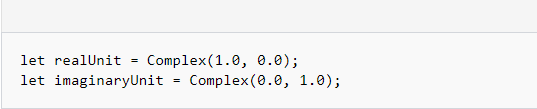 let realUnit = Complex(1.0, 0.0);
let imaginaryUnit = Complex(0.0, 1.0);